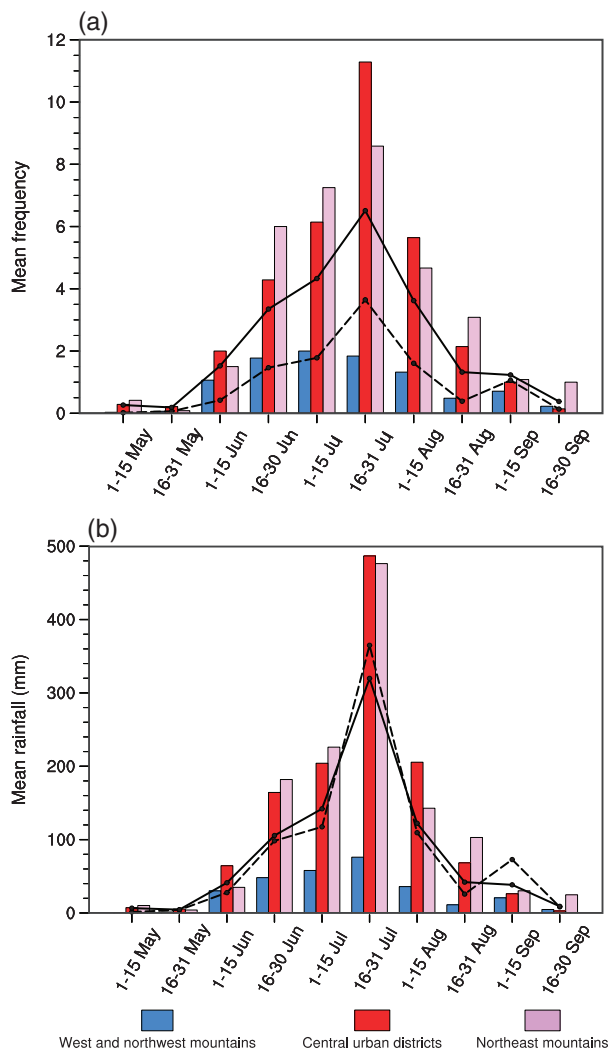 (a)
12
10
8
6
4
2
0
Mean frequency
1-15 May
16-31 May
1-15 Jun
16-30 Jun
1-15 Jul
16-31 Jul
1-15 Aug
16-31 Aug
1-15 Sep
16-30 Sep
(b)
500
400
300
200
100
0
Mean rainfall (mm)
1-15 May
16-31 May
1-15 Jun
16-30 Jun
1-15 Jul
16-31 Jul
1-15 Aug
16-31 Aug
1-15 Sep
16-30 Sep
West and northwest mountains
Central urban districts
Northeast mountains